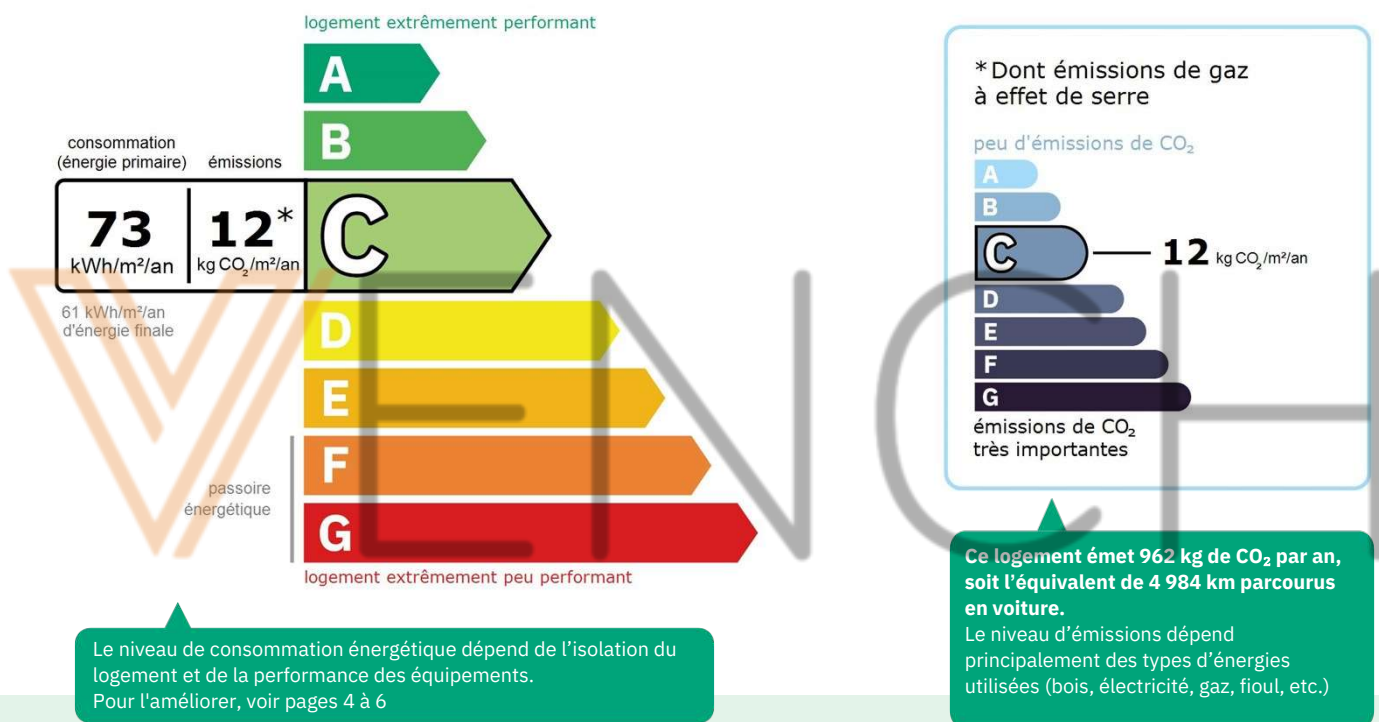 logement extrêmement performant
A
B
consommation
(énergie primaire)
émissions
73
kWh/m²/an
12*
kg CO₂/m²/an
C
61 kWh/m²/an
d'énergie finale
D
E
F
passoire
énergétique
G
logement extrêmement peu performant
Le niveau de consommation énergétique dépend de l’isolation du
logement et de la performance des équipements.
Pour l'améliorer, voir pages 4 à 6
*Dont émissions de gaz
à effet de serre
peu d'émissions de CO₂
A
B
C
12 kg CO₂/m²/an
D
E
F
G
émissions de CO₂
très importantes
Ce logement émet 962 kg de CO₂ par an,
soit l’équivalent de 4 984 km parcourus
en voiture.
Le niveau d’émissions dépend
principalement des types d’énergies
utilisées (bois, électricité, gaz, fioul, etc.)
VENCH